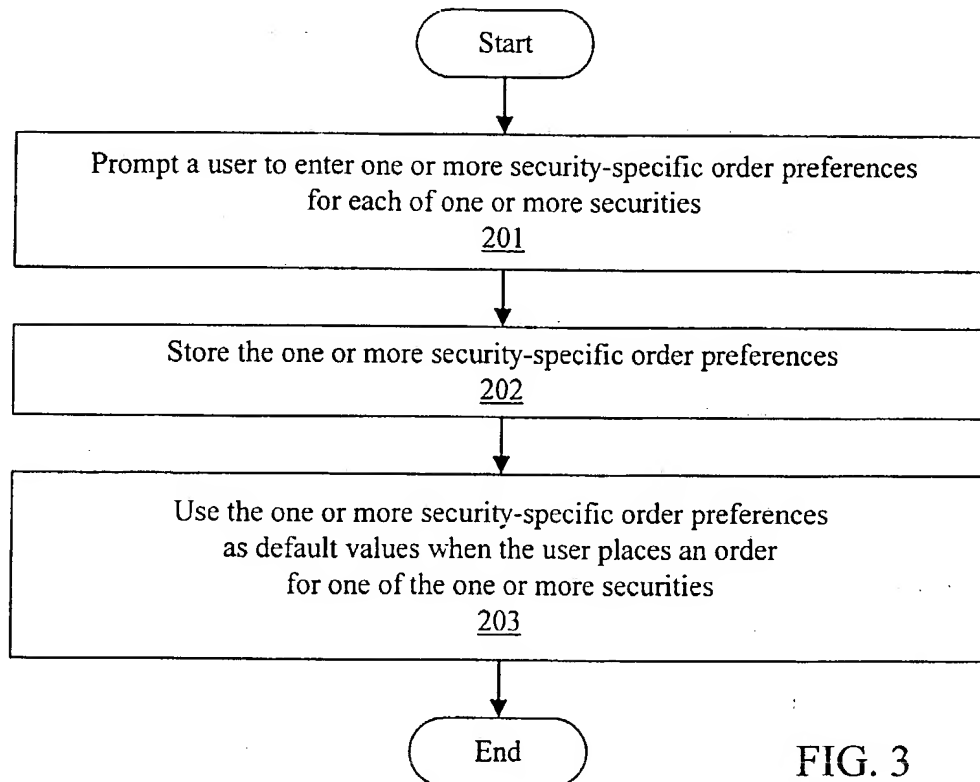 Start
Prompt a user to enter one or more security-specific order preferences
for each of one or more securities
201
Store the one or more security-specific order preferences
202
Use the one or more security-specific order preferences
as default values when the user places an order
for one of the one or more securities
203
End
FIG. 3